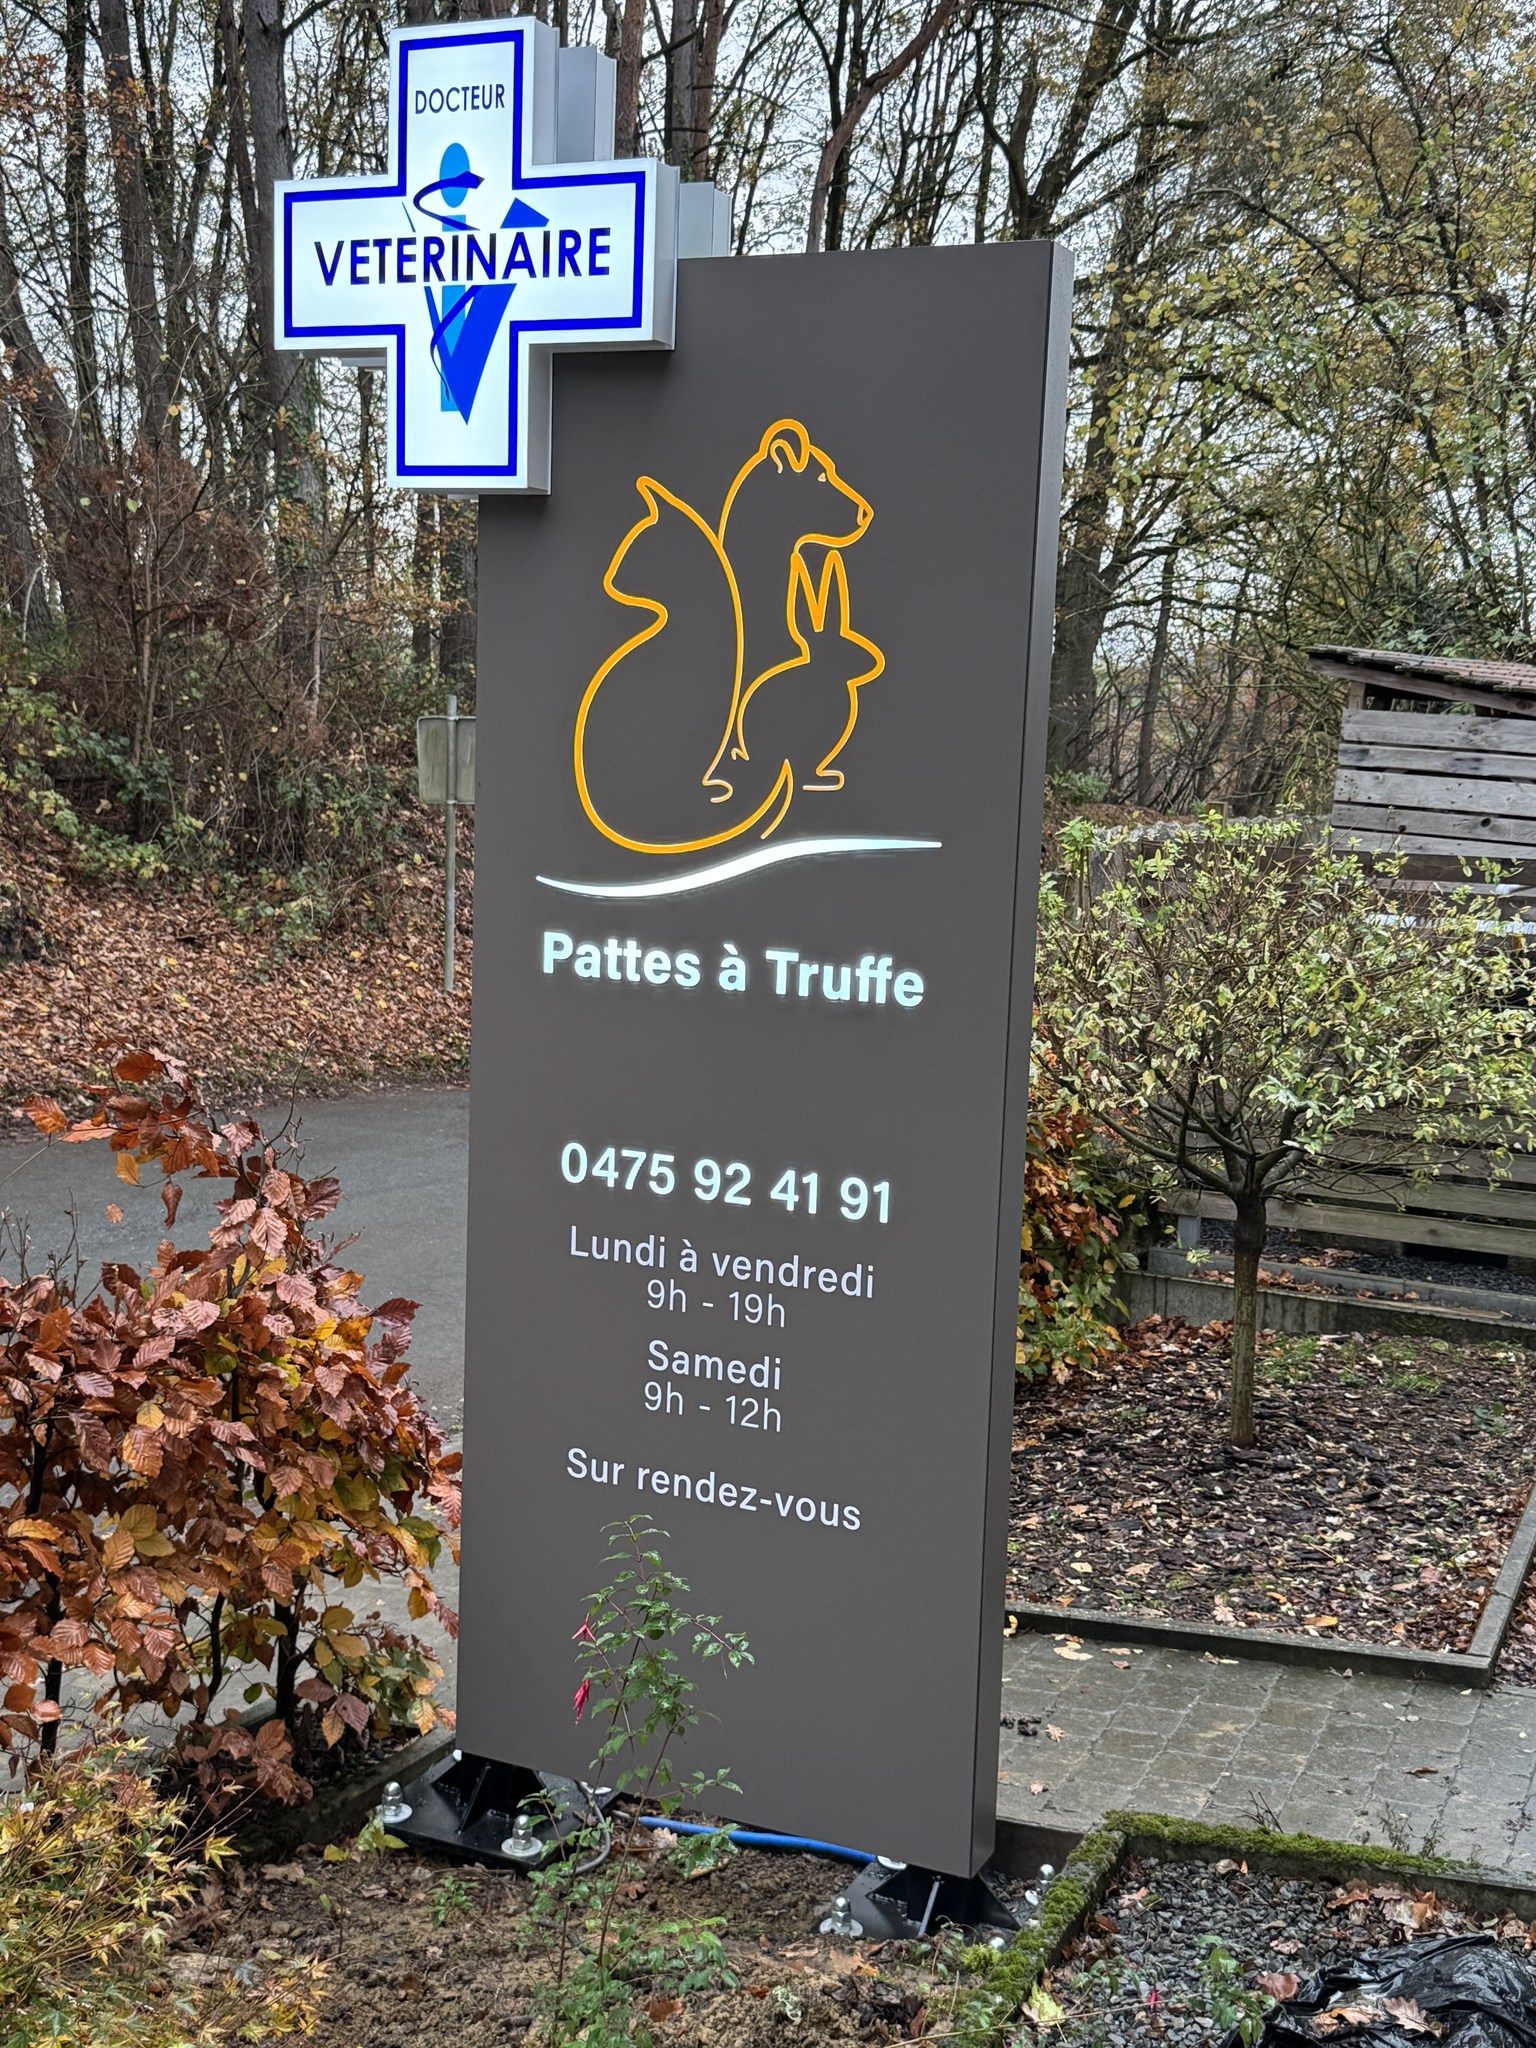 DOCTEUR
VETERINAIRE
Pattes à Truffe
0475 92 41 91
Lundi à vendredi
9h - 19h
Samedi
9h - 12h
Sur rendez-vous